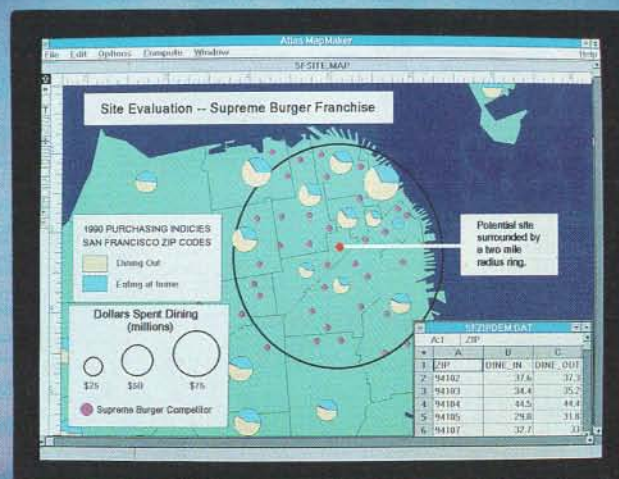 Atlas MapMaker
File Edit Options Compute Window Help
SFSITE.MAP
Site Evaluation -- Supreme Burger Franchise
1990 PURCHASING INDICIES
SAN FRANCISCO ZIP CODES
Dining Out
Eating at home
Potential site
surrounded by
a two mile
radius ring.
Dollars Spent Dining
(millions)
$25 $50 $75
Supreme Burger Competitor
SFZIPDEM.DAT
A:1 ZIP
A B C
1 ZIP DINE_IN DINE_OUT
2 94102 37.6 37.3
3 94103 34.4 35.2
4 94104 44.5 44.4
5 94105 29.8 31.8
6 94107 32.7 33